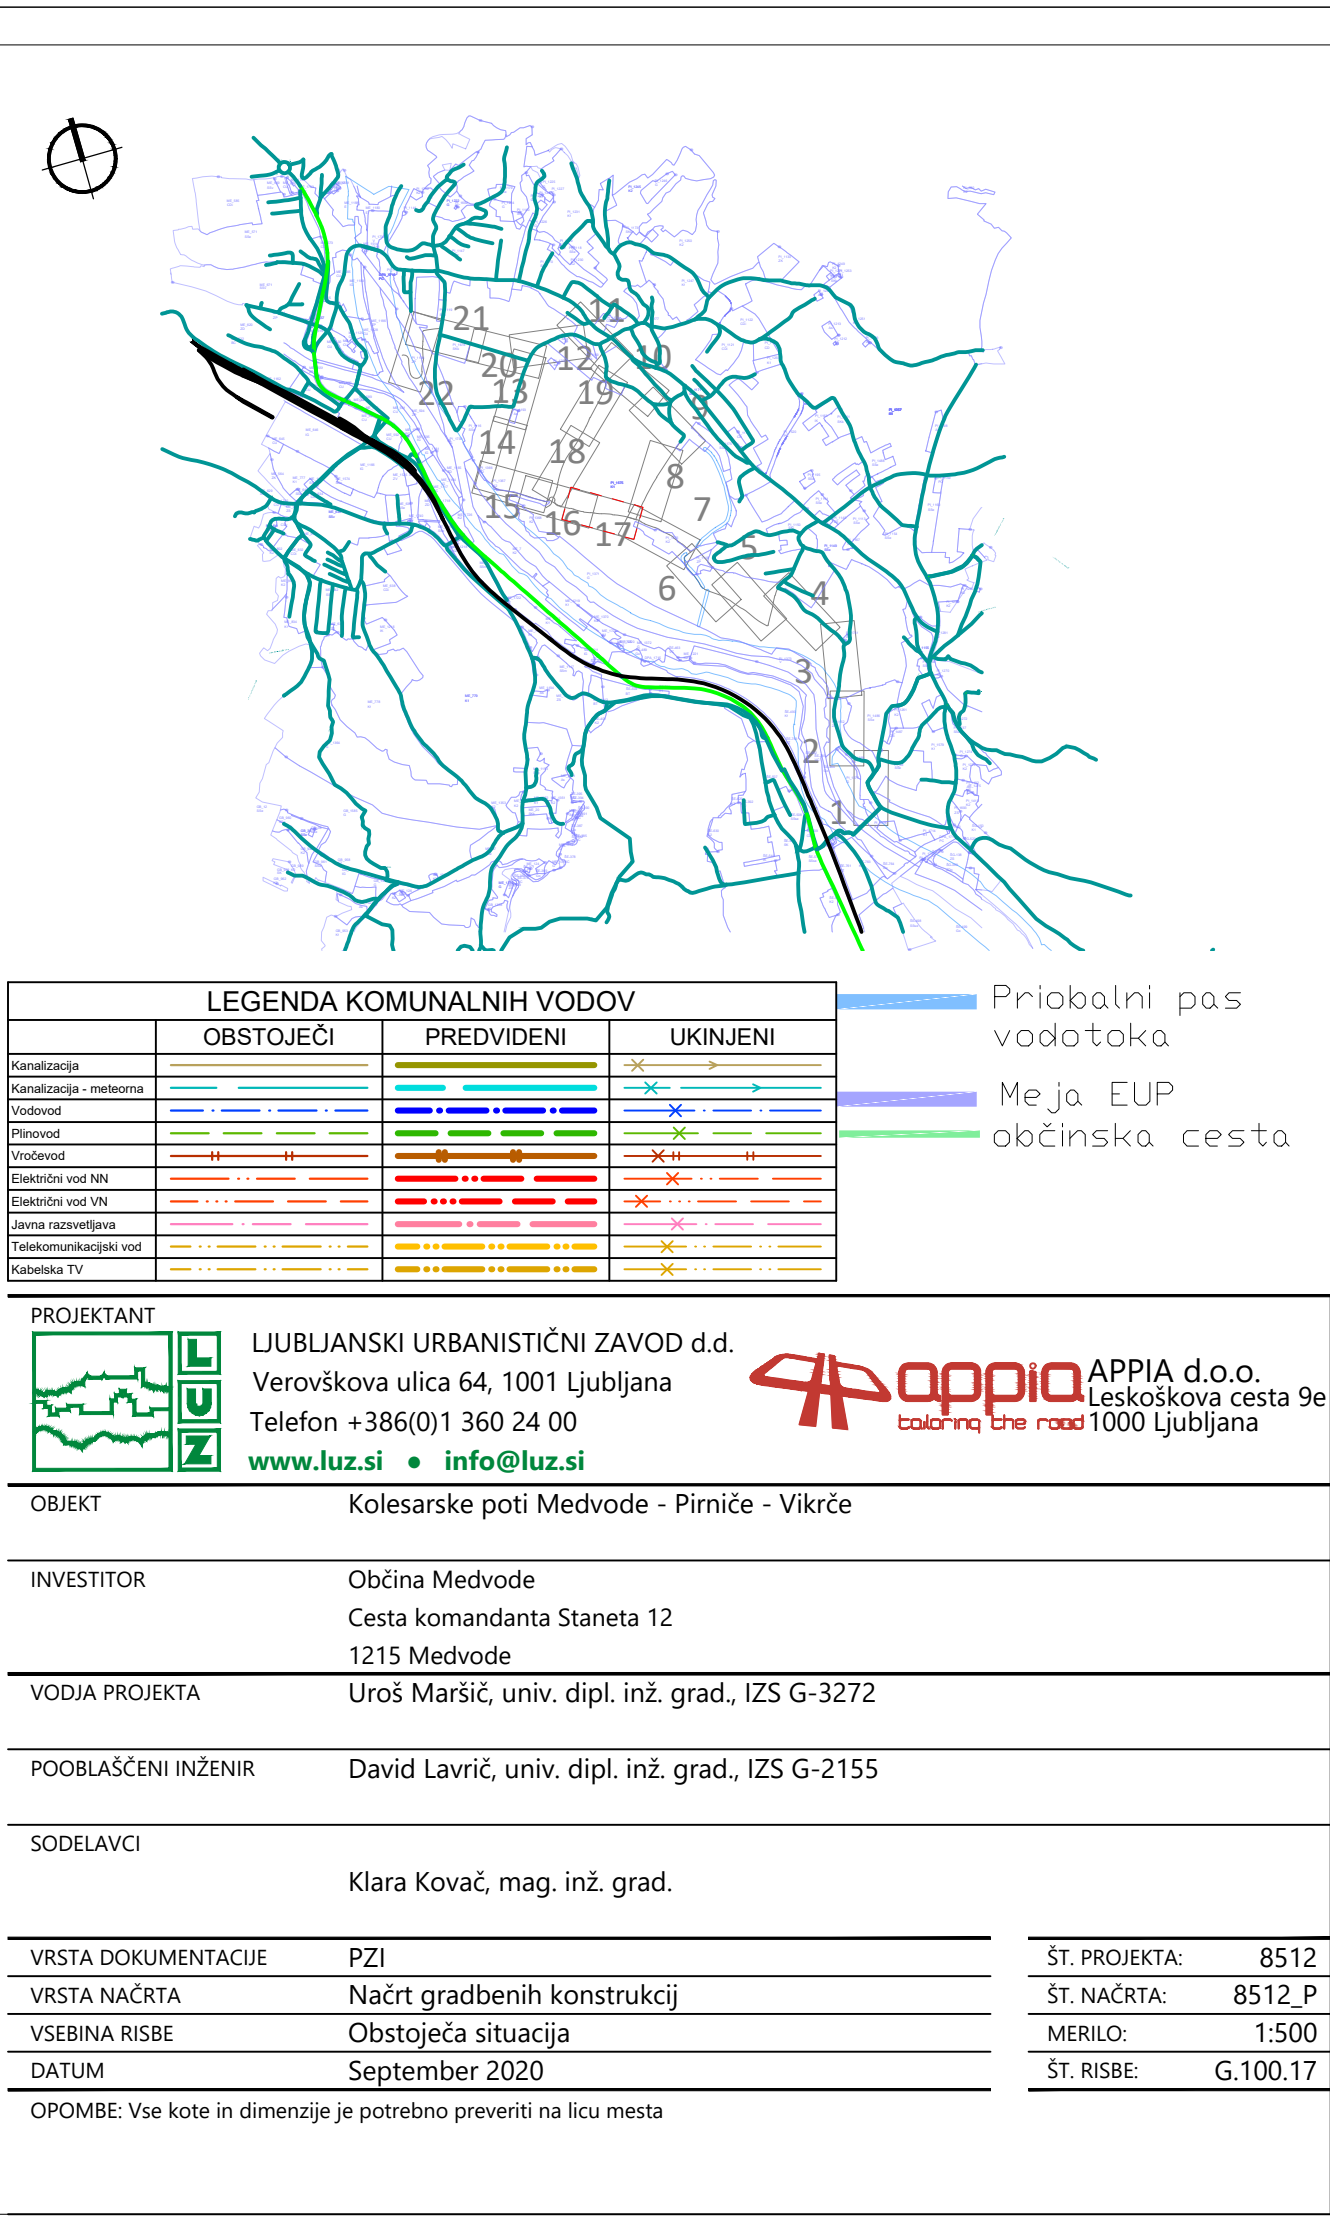 21
11
20
12
10
22
13
19
9
14
18
8
15
16
17
7
5
6
4
3
2
1
LEGENDA KOMUNALNIH VODOV
OBSTOJEČI PREDVIDENI UKINJENI
Kanalizacija
Kanalizacija - meteorna
Vodovod
Plinovod
Vročevod
Električni vod NN
Električni vod VN
Javna razsvetljava
Telekomunikacijski vod
Kabelska TV
Priobalni pas
vodotoka
Meja EUP
občinska cesta
PROJEKTANT
L
U
Z
LJUBLJANSKI URBANISTIČNI ZAVOD d.d.
Verovškova ulica 64, 1001 Ljubljana
Telefon +386(0)1 360 24 00
www.luz.si • info@luz.si
appia
tailoring the road
APPIA d.o.o.
Leskoškova cesta 9e
1000 Ljubljana
OBJEKT Kolesarske poti Medvode - Pirniče - Vikrče
INVESTITOR Občina Medvode
Cesta komandanta Staneta 12
1215 Medvode
VODJA PROJEKTA Uroš Maršič, univ. dipl. inž. grad., IZS G-3272
POOBLAŠČENI INŽENIR David Lavrič, univ. dipl. inž. grad., IZS G-2155
SODELAVCI
Klara Kovač, mag. inž. grad.
VRSTA DOKUMENTACIJE PZI
VRSTA NAČRTA Načrt gradbenih konstrukcij
VSEBINA RISBE Obstoječa situacija
DATUM September 2020
ŠT. PROJEKTA: 8512
ŠT. NAČRTA: 8512_P
MERILO: 1:500
ŠT. RISBE: G.100.17
OPOMBE: Vse kote in dimenzije je potrebno preveriti na licu mesta